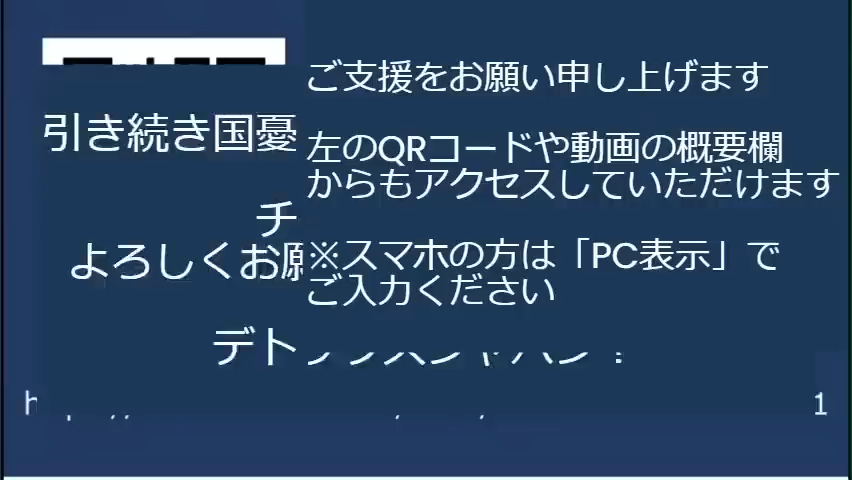 ご支援をお願い申し上げます
引き続き国憂
左のQRコードや動画の概要欄
からもアクセスしていただけます
チ
よろしくお願
※スマホの方は「PC表示」で
ご入力ください
デト
h
1